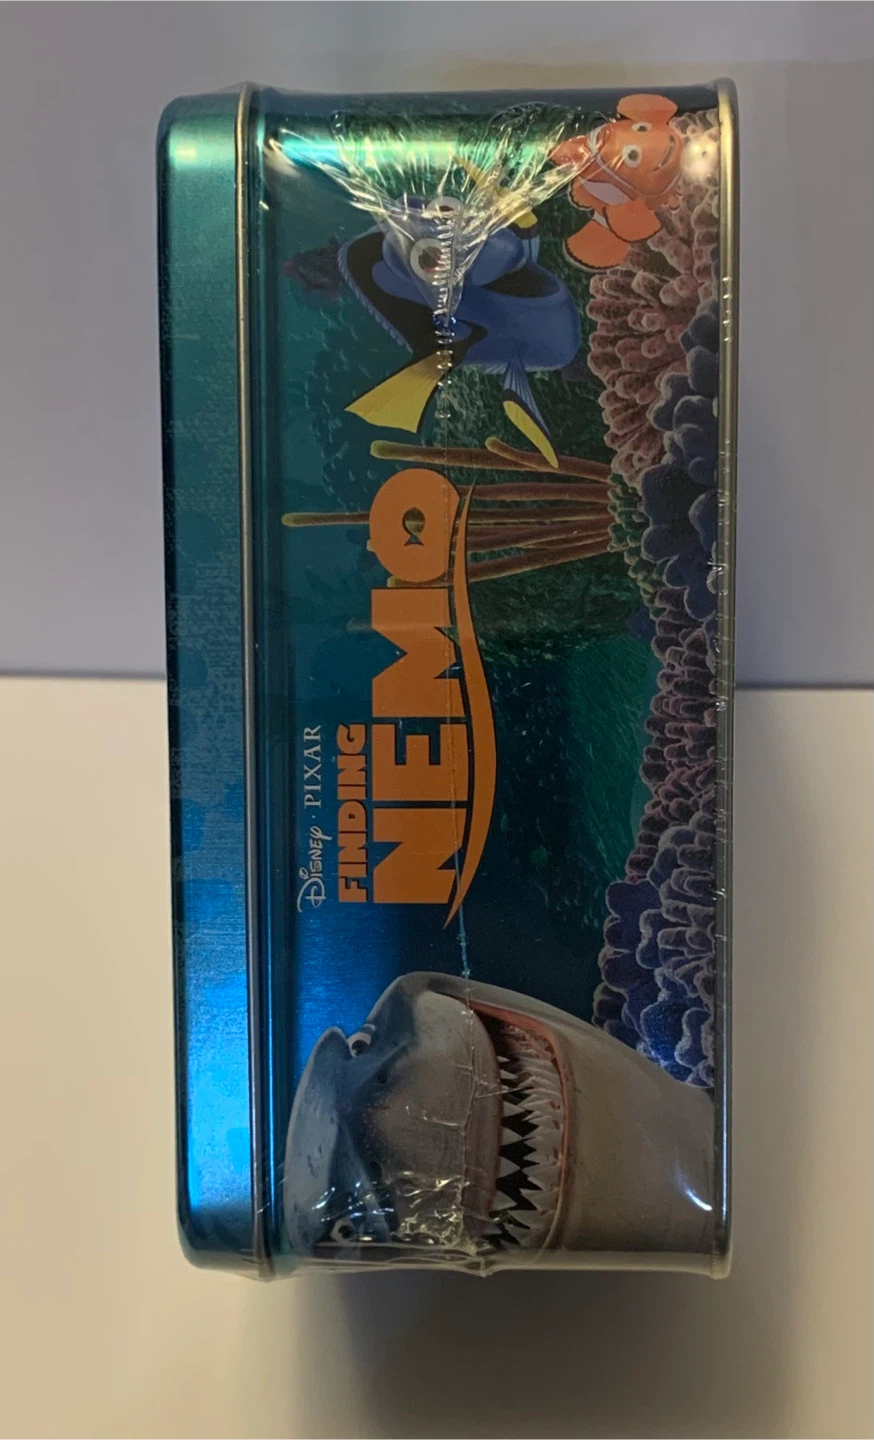 Disney · PIXAR
FINDING
NEMO